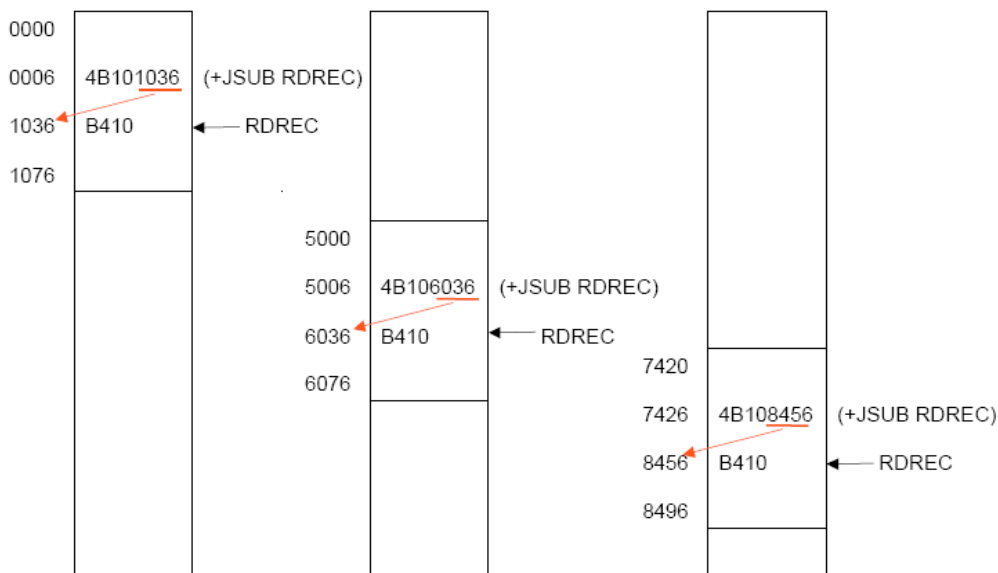 0000
0006 4B101036 (+JSUB RDREC)
1036 B410 RDREC
1076
5000
5006 4B106036 (+JSUB RDREC)
6036 B410 RDREC
6076
7420
7426 4B108456 (+JSUB RDREC)
8456 B410 RDREC
8496